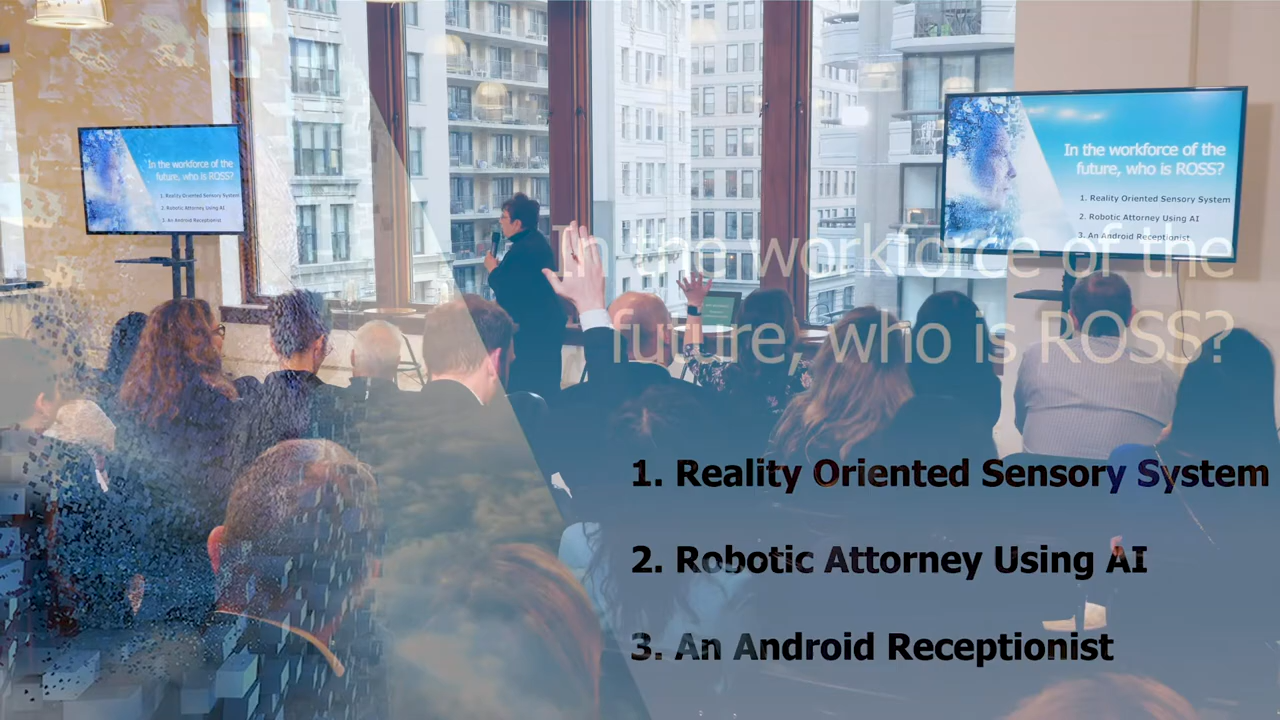 In the workforce of the
future, who is ROSS?
1. Reality Oriented Sensory System
2. Robotic Attorney Using AI
3. An Android Receptionist
In the workforce of the
future, who is ROSS?
1. Reality Oriented Sensory System
2. Robotic Attorney Using AI
3. An Android Receptionist
In the workforce of the
future, who is ROSS?
1. Reality Oriented Sensory System
2. Robotic Attorney Using AI
3. An Android Receptionist